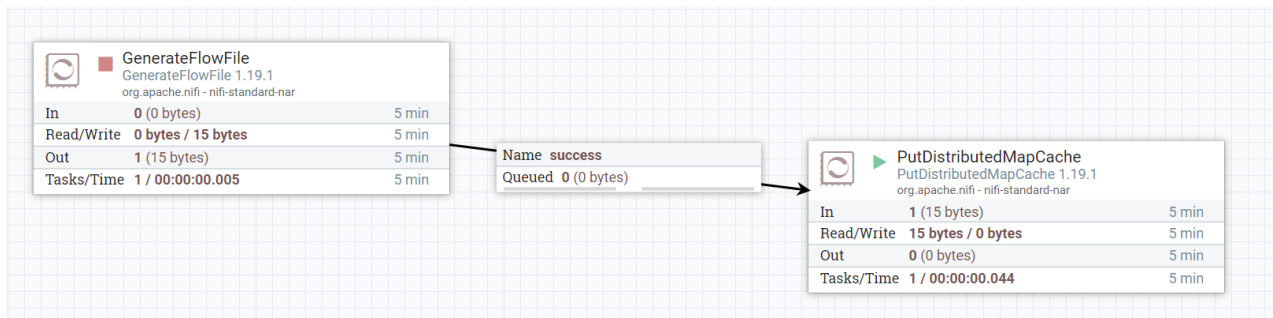 GenerateFlowFile
GenerateFlowFile 1.19.1
org.apache.nifi - nifi-standard-nar
In 0 (0 bytes) 5 min
Read/Write 0 bytes / 15 bytes 5 min
Out 1 (15 bytes) 5 min
Tasks/Time 1 / 00:00:00.005 5 min
Name success
Queued 0 (0 bytes)
PutDistributedMapCache
PutDistributedMapCache 1.19.1
org.apache.nifi - nifi-standard-nar
In 1 (15 bytes) 5 min
Read/Write 15 bytes / 0 bytes 5 min
Out 0 (0 bytes) 5 min
Tasks/Time 1 / 00:00:00.044 5 min